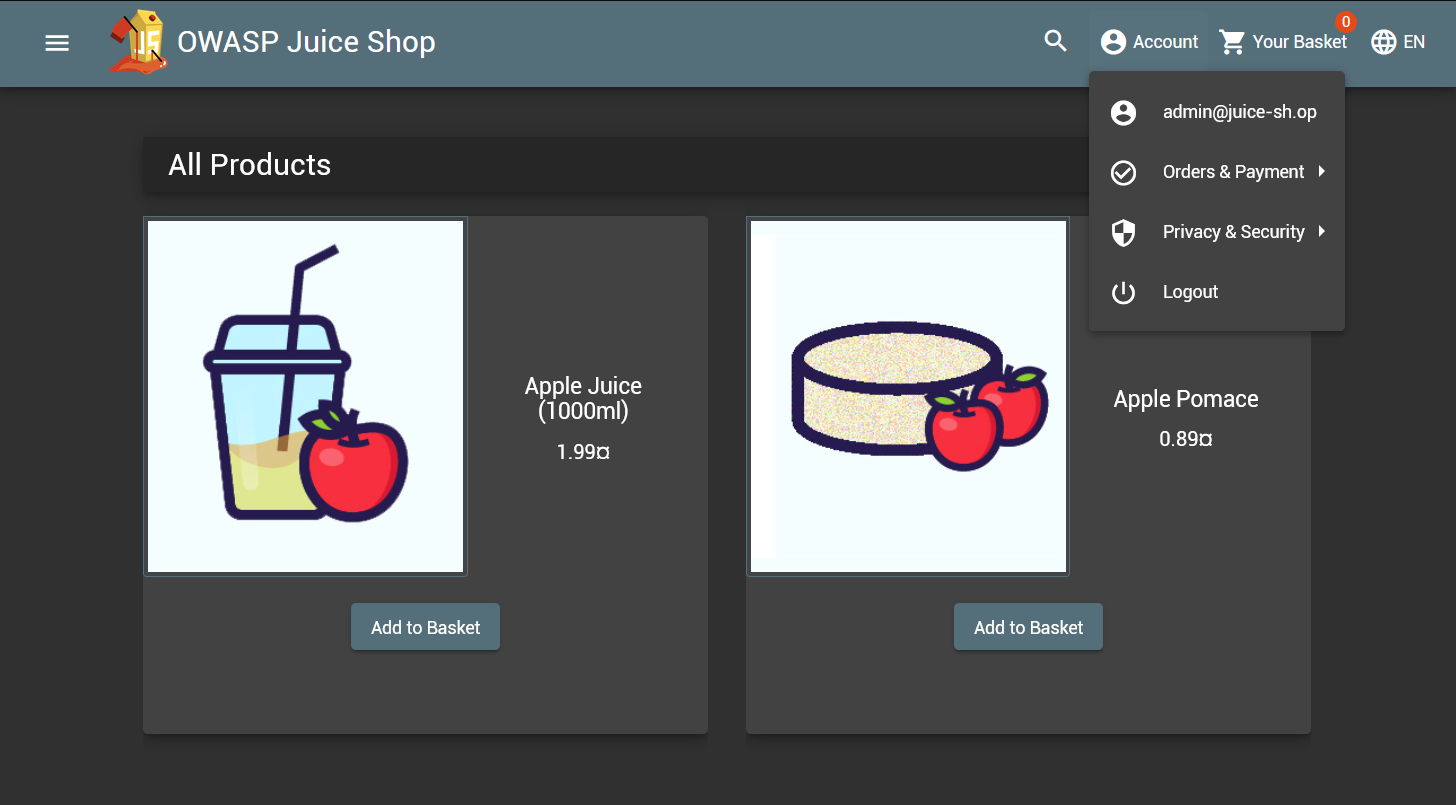 OWASP Juice Shop
Account
Your Basket
0
EN
admin@juice-sh.op
Orders & Payment
Privacy & Security
Logout
All Products
Apple Juice
(1000ml)
1.99¤
Add to Basket
Apple Pomace
0.89¤
Add to Basket